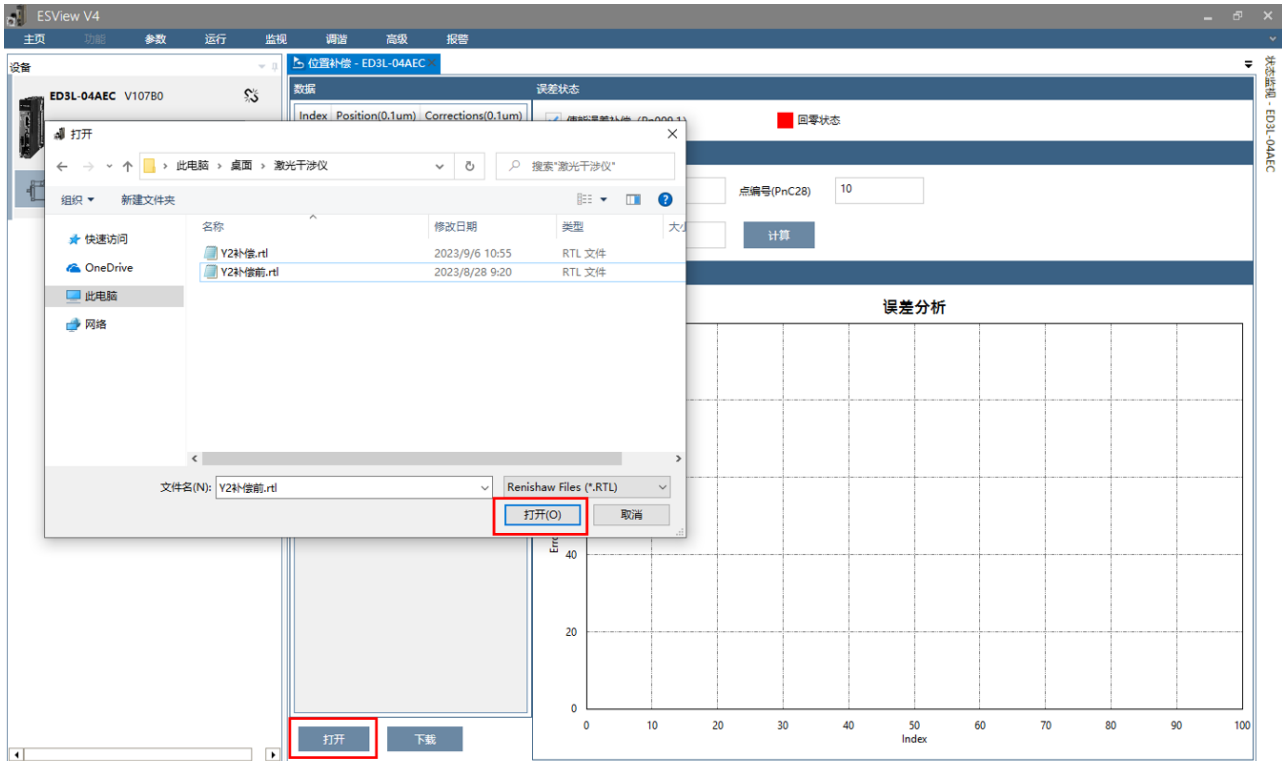 ESView V4
主页 功能 参数 运行 监视 调谐 高级 报警
设备
位置补偿 - ED3L-04AEC
状态监视 - ED3L-04AEC
ED3L-04AEC V107B0
数据
误差状态
Index Position(0.1um) Corrections(0.1um)
使能误差补偿 (Pn009.1)
回零状态
打开
此电脑 › 桌面 › 激光干涉仪
搜索"激光干涉仪"
组织 新建文件夹
点编号(PnC28) 10
名称 修改日期 类型 大小
快速访问
计算
Y2补偿.rtl 2023/9/6 10:55 RTL 文件
OneDrive
Y2补偿前.rtl 2023/8/28 9:20 RTL 文件
此电脑
网络
误差分析
文件名(N): Y2补偿前.rtl Renishaw Files (*.RTL)
打开(O) 取消
40
20
0
0 10 20 30 40 50 60 70 80 90 100
Index
打开 下载